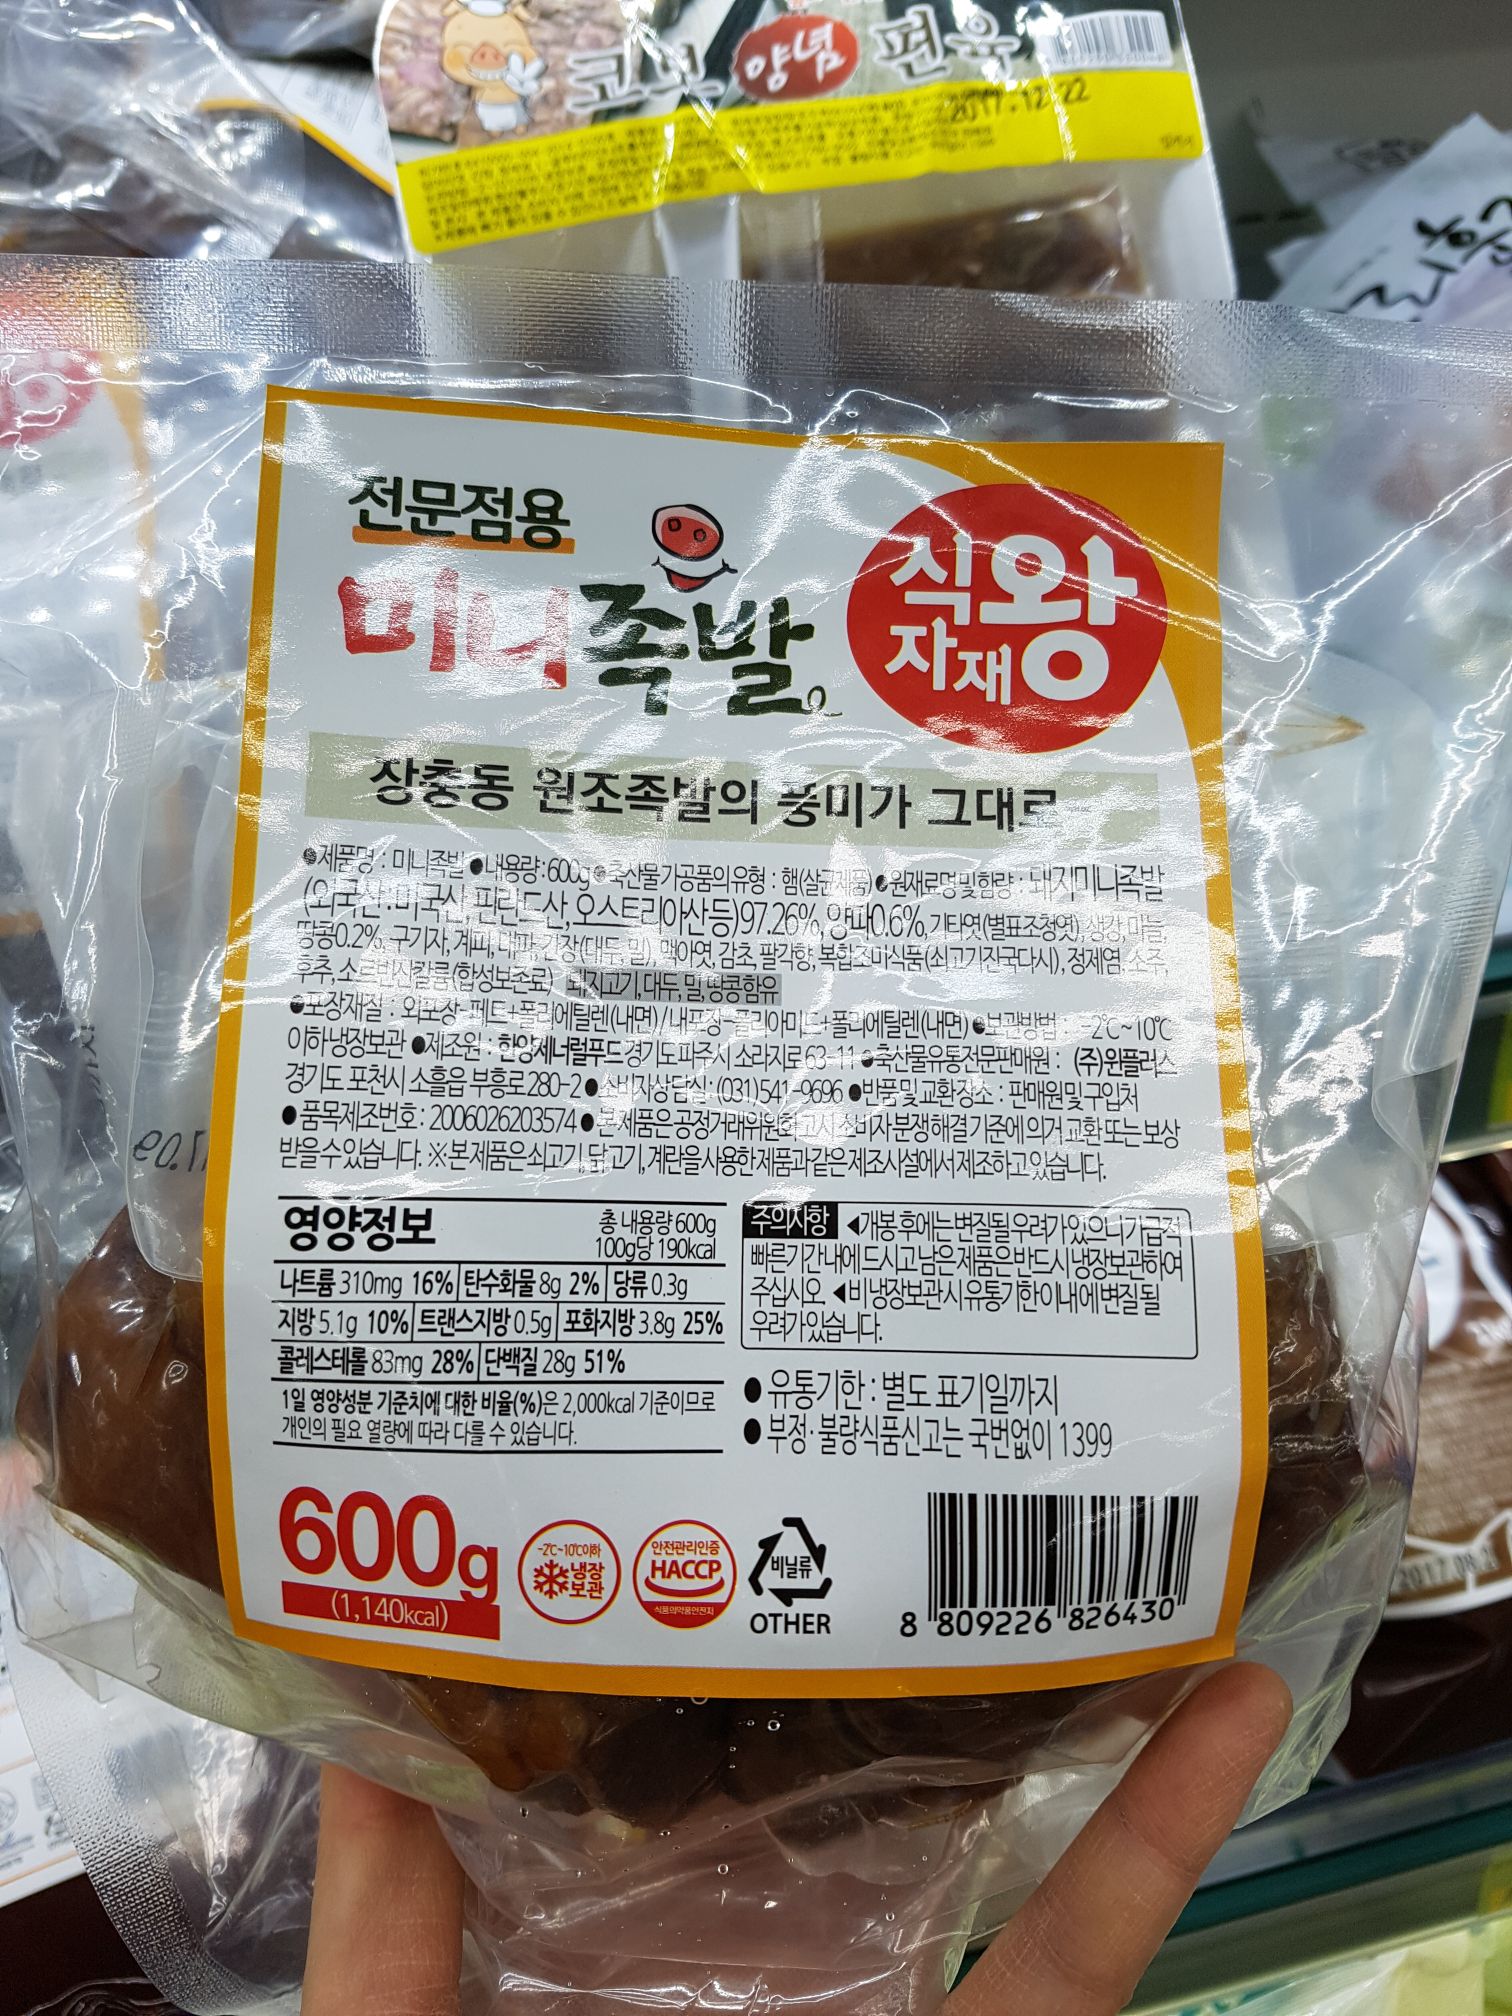 양념 편육
2017.12.22
전문점용
미니족발
식자재왕
장충동 원조족발의 풍미가 그대로
●제품명 : 미니족발 ●내용량:600g ●축산물가공품의유형 : 햄(살균제품) ●원재료명및함량 : 돼지미니족발
(외국산:미국산, 핀란드산, 오스트리아산등)97.26%, 양파0.6%, 기타엿(별표조청엿), 생강, 마늘,
땅콩0.2%, 구기자, 계피, 대파, 간장(대두, 밀), 맥아엿, 감초, 팔각향, 복합조미식품(쇠고기진국다시), 정제염, 소주,
후추, 소르빈산칼륨(합성보존료) 돼지고기, 대두, 밀, 땅콩함유
●포장재질 : 외포장-페트+폴리에틸렌(내면)/내포장-폴리아미드+폴리에틸렌(내면) ●보관방법 : -2℃~10℃
이하냉장보관 ●제조원 : 한양제너럴푸드 경기도파주시 소라지로 63-11 ●축산물유통전문판매원 : (주)윈플러스
경기도 포천시 소흘읍 부흥로 280-2 ●소비자상담실: (031)541-9696 ●반품및교환장소 : 판매원및구입처
●품목제조번호: 2006026203574 ●본제품은공정거래위원회고시 소비자분쟁해결기준에의거교환또는보상
받을수있습니다. ※본제품은쇠고기, 닭고기, 계란을사용한제품과같은제조시설에서제조하고있습니다.
영양정보 총 내용량 600g
100g당 190kcal
나트륨 310mg 16% 탄수화물 8g 2% 당류 0.3g
지방 5.1g 10% 트랜스지방 0.5g 포화지방 3.8g 25%
콜레스테롤 83mg 28% 단백질 28g 51%
1일 영양성분 기준치에 대한 비율(%)은 2,000kcal 기준이므로
개인의 필요 열량에 따라 다를 수 있습니다.
주의사항 ◀개봉후에는변질될우려가있으니가급적
빠른기간내에드시고남은제품은반드시냉장보관하여
주십시오. ◀비냉장보관시유통기한이내에변질될
우려가있습니다.
●유통기한 : 별도 표기일까지
●부정·불량식품신고는 국번없이 1399
600g
(1,140kcal)
-2℃~10℃이하
냉장
보관
안전관리인증
HACCP
식품의약품안전처
비닐류
OTHER
8 809226 826430